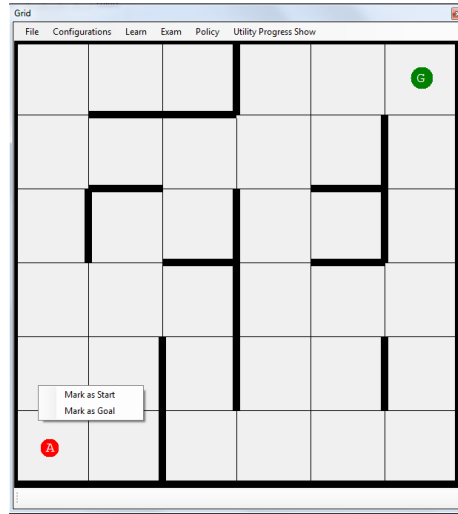 Grid
File Configurations Learn Exam Policy Utility Progress Show
G
Mark as Start
Mark as Goal
A